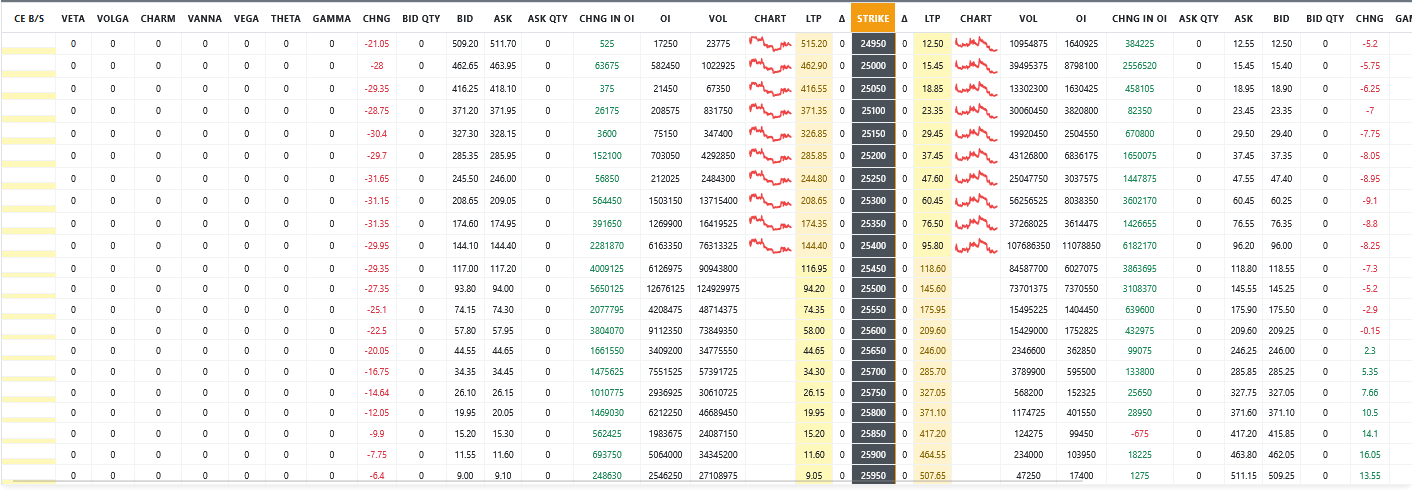 CE B/S VETA VOLGA CHARM VANNA VEGA THETA GAMMA CHNG BID QTY BID ASK ASK QTY CHNG IN OI OI VOL CHART LTP Δ STRIKE Δ LTP CHART VOL OI CHNG IN OI ASK QTY ASK BID BID QTY CHNG GAM
0 0 0 0 0 0 0 -21.05 0 509.20 511.70 0 525 17250 23775 515.20 0 24950 0 12.50 10954875 1640925 384225 0 12.55 12.50 0 -5.2
0 0 0 0 0 0 0 -28 0 462.65 463.95 0 63675 582450 1022925 462.90 0 25000 0 15.45 39495375 8798100 2556520 0 15.45 15.40 0 -5.75
0 0 0 0 0 0 0 -29.35 0 416.25 418.10 0 375 21450 67350 416.55 0 25050 0 18.85 13302300 1630425 458105 0 18.95 18.90 0 -6.25
0 0 0 0 0 0 0 -28.75 0 371.20 371.95 0 26175 208575 831750 371.35 0 25100 0 23.35 30060450 3820800 82350 0 23.45 23.35 0 -7
0 0 0 0 0 0 0 -30.4 0 327.30 328.15 0 3600 75150 347400 326.85 0 25150 0 29.45 19920450 2504550 670800 0 29.50 29.40 0 -7.75
0 0 0 0 0 0 0 -29.7 0 285.35 285.95 0 152100 703050 4292850 285.85 0 25200 0 37.45 43126800 6836175 1650075 0 37.45 37.35 0 -8.05
0 0 0 0 0 0 0 -31.65 0 245.50 246.00 0 56850 212025 2484300 244.80 0 25250 0 47.60 25047750 3037575 1447875 0 47.55 47.40 0 -8.95
0 0 0 0 0 0 0 -31.15 0 208.65 209.05 0 564450 1503150 13715400 208.65 0 25300 0 60.45 56256525 8038350 3602170 0 60.45 60.25 0 -9.1
0 0 0 0 0 0 0 -31.35 0 174.60 174.95 0 391650 1269900 16419525 174.35 0 25350 0 76.50 37268025 3614475 1426655 0 76.55 76.35 0 -8.8
0 0 0 0 0 0 0 -29.95 0 144.10 144.40 0 2281870 6163350 76313325 144.40 0 25400 0 95.80 107686350 11078850 6182170 0 96.20 96.00 0 -8.25
0 0 0 0 0 0 0 -29.35 0 117.00 117.20 0 4009125 6126975 90943800 116.95 0 25450 0 118.60 84587700 6027075 3863695 0 118.80 118.55 0 -7.3
0 0 0 0 0 0 0 -27.35 0 93.80 94.00 0 5650125 12676125 124929975 94.20 0 25500 0 145.60 73701375 7370550 3108370 0 145.55 145.25 0 -5.2
0 0 0 0 0 0 0 -25.1 0 74.15 74.30 0 2077795 4208475 48714375 74.35 0 25550 0 175.95 15495225 1404450 639600 0 175.90 175.50 0 -2.9
0 0 0 0 0 0 0 -22.5 0 57.80 57.95 0 3804070 9112350 73849350 58.00 0 25600 0 209.60 15429000 1752825 432975 0 209.60 209.25 0 -0.15
0 0 0 0 0 0 0 -20.05 0 44.55 44.65 0 1661550 3409200 34775550 44.65 0 25650 0 246.00 2346600 362850 99075 0 246.25 246.00 0 2.3
0 0 0 0 0 0 0 -16.75 0 34.35 34.45 0 1475625 7551525 57391725 34.30 0 25700 0 285.70 3789900 595500 133800 0 285.85 285.25 0 5.35
0 0 0 0 0 0 0 -14.64 0 26.10 26.15 0 1010775 2936925 30610725 26.15 0 25750 0 327.05 568200 152325 25650 0 327.75 327.05 0 7.66
0 0 0 0 0 0 0 -12.05 0 19.95 20.05 0 1469030 6212250 46689450 19.95 0 25800 0 371.10 1174725 401550 28950 0 371.60 371.10 0 10.5
0 0 0 0 0 0 0 -9.9 0 15.20 15.30 0 562425 1983675 24087150 15.20 0 25850 0 417.20 124275 99450 -675 0 417.20 415.85 0 14.1
0 0 0 0 0 0 0 -7.75 0 11.55 11.60 0 693750 5064000 34345200 11.60 0 25900 0 464.55 234000 103950 18225 0 463.80 462.05 0 16.05
0 0 0 0 0 0 0 -6.4 0 9.00 9.10 0 248630 2546250 27108975 9.05 0 25950 0 507.65 47250 17400 1275 0 511.15 509.25 0 13.55